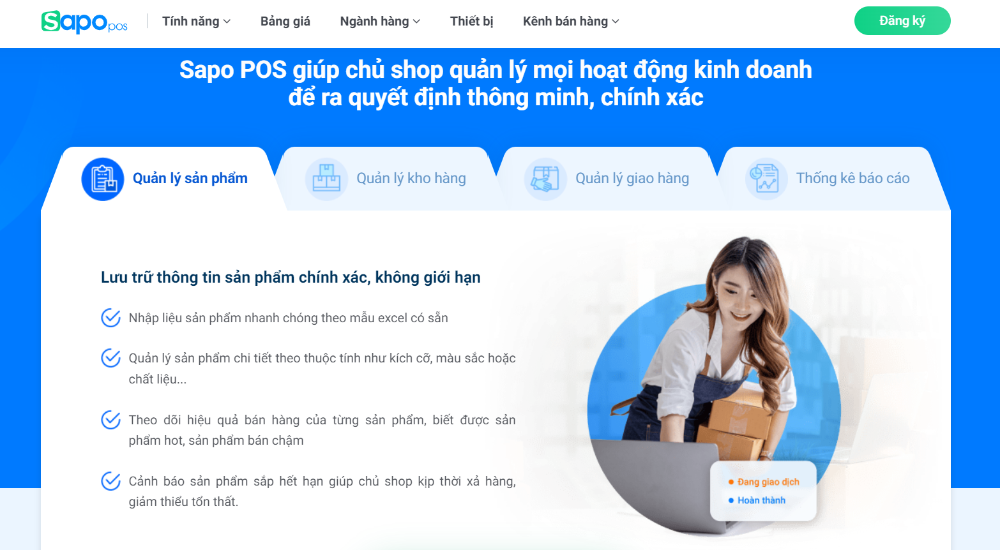 Sapo pos
Tính năng
Bảng giá
Ngành hàng
Thiết bị
Kênh bán hàng
Đăng ký
Sapo POS giúp chủ shop quản lý mọi hoạt động kinh doanh
để ra quyết định thông minh, chính xác
Quản lý sản phẩm
Quản lý kho hàng
Quản lý giao hàng
Thống kê báo cáo
Lưu trữ thông tin sản phẩm chính xác, không giới hạn
Nhập liệu sản phẩm nhanh chóng theo mẫu excel có sẵn
Quản lý sản phẩm chi tiết theo thuộc tính như kích cỡ, màu sắc hoặc
chất liệu...
Theo dõi hiệu quả bán hàng của từng sản phẩm, biết được sản
phẩm hot, sản phẩm bán chậm
Cảnh báo sản phẩm sắp hết hạn giúp chủ shop kịp thời xả hàng,
giảm thiểu tổn thất.
Đang giao dịch
Hoàn thành